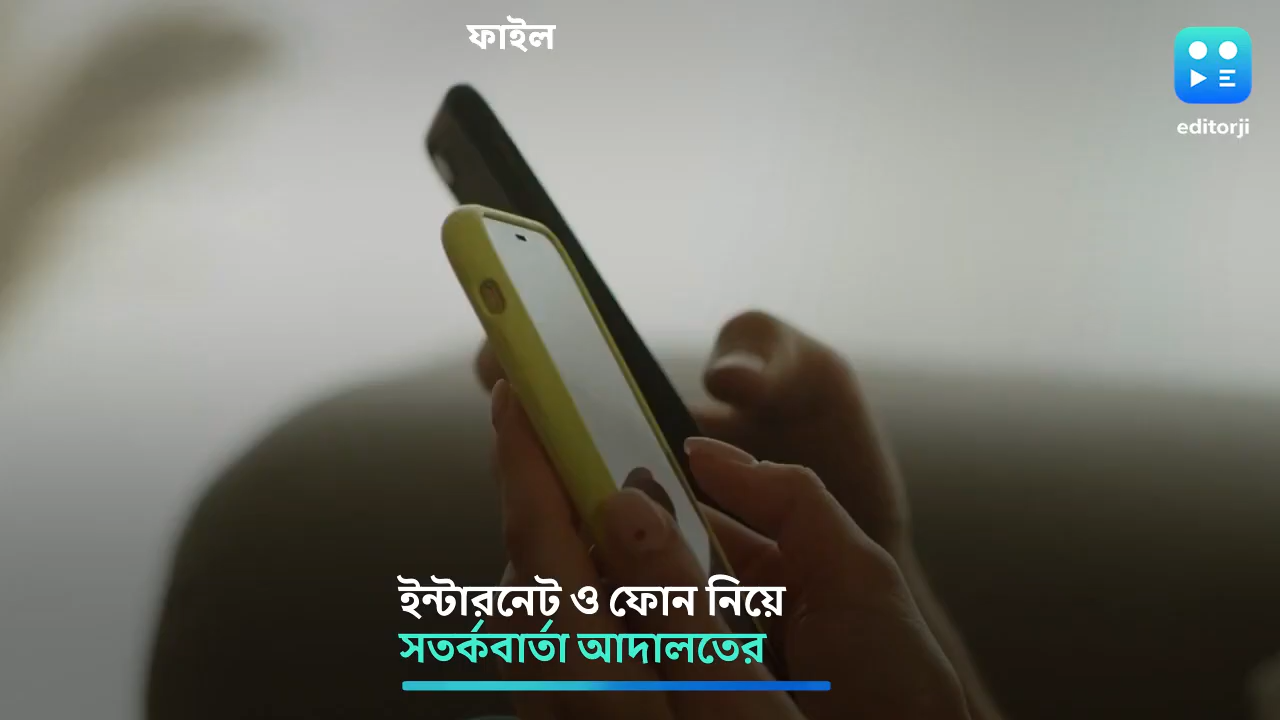 ফাইল
editorji
ইন্টারনেট ও ফোন নিয়ে
সতর্কবার্তা আদালতের